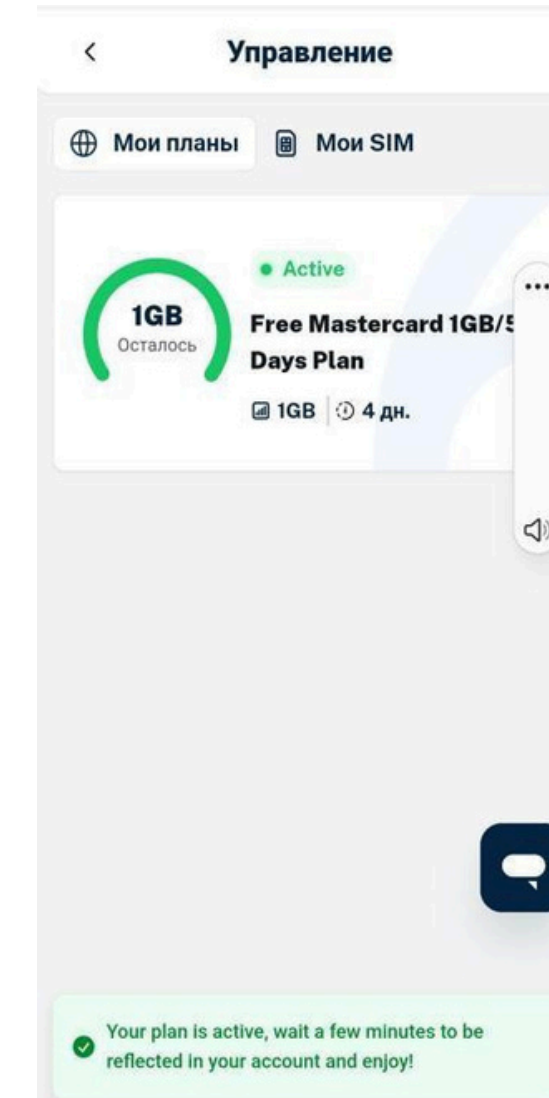 Управление
Мои планы Мои SIM
Active
1GB
Осталось
Free Mastercard 1GB/5
Days Plan
1GB 4 дн.
Your plan is active, wait a few minutes to be
reflected in your account and enjoy!